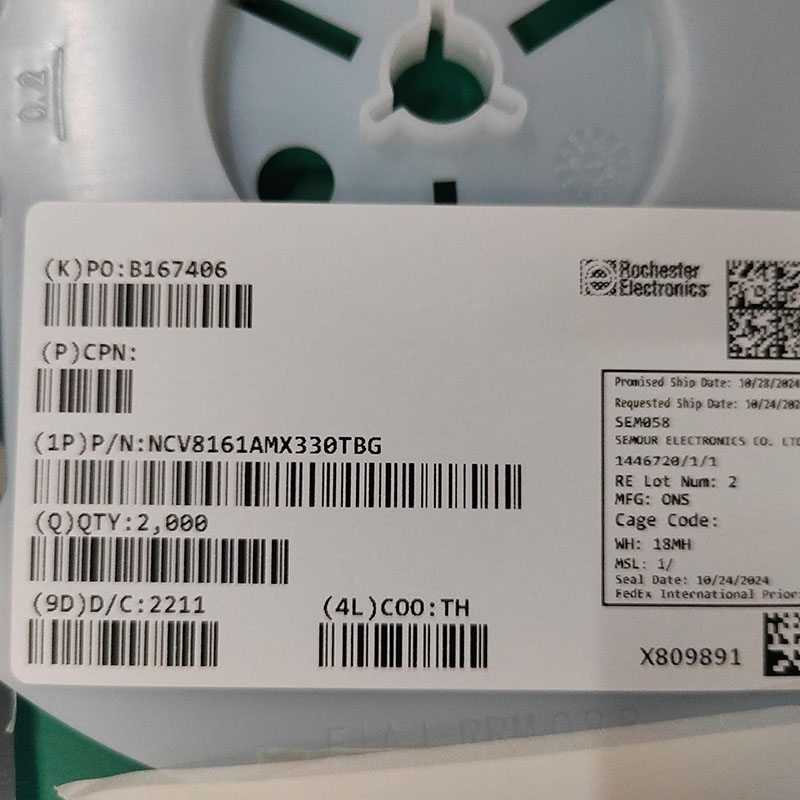 0.2
(K)PO:B167406
Rochester
Electronics
(P)CPN:
(1P)P/N:NCV8161AMX330TBG
(Q)QTY:2,000
(9D)D/C:2211
(4L)COO:TH
Promised Ship Date: 10/28/2024
Requested Ship Date: 10/24/202
SEM058
SEMOUR ELECTRONICS CO. LTD
1446720/1/1
RE Lot Num: 2
MFG: ONS
Cage Code:
WH: 18MH
MSL: 1/
Seal Date: 10/24/2024
FedEx International Prior
X809891